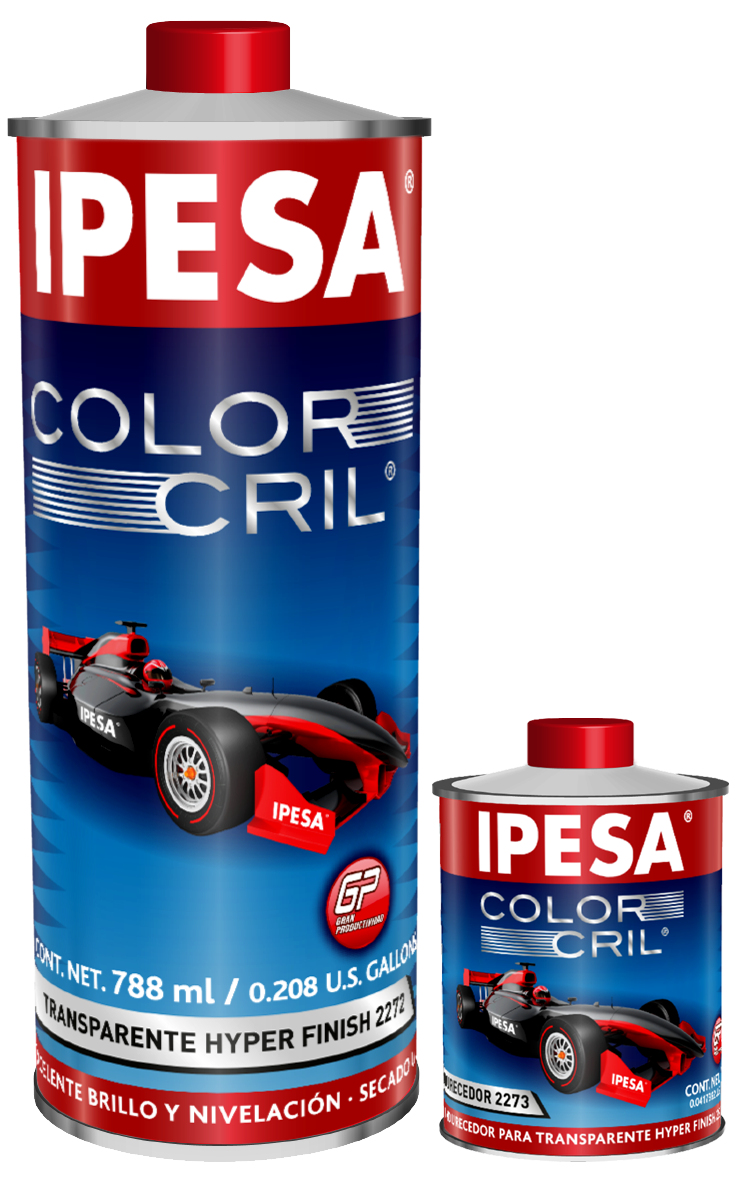 IPESA®
COLOR
CRIL®
IPESA
IPESA
GP
GRAN
PRODUCTIVIDAD
CONT. NET. 788 ml / 0.208 U.S. GALLONS
TRANSPARENTE HYPER FINISH 2272
BRILLO Y NIVELACIÓN · SECADO
IPESA®
COLOR
CRIL®
IPESA
IPESA
CONT. NET.
2273
PARA TRANSPARENTE HYPER FINISH